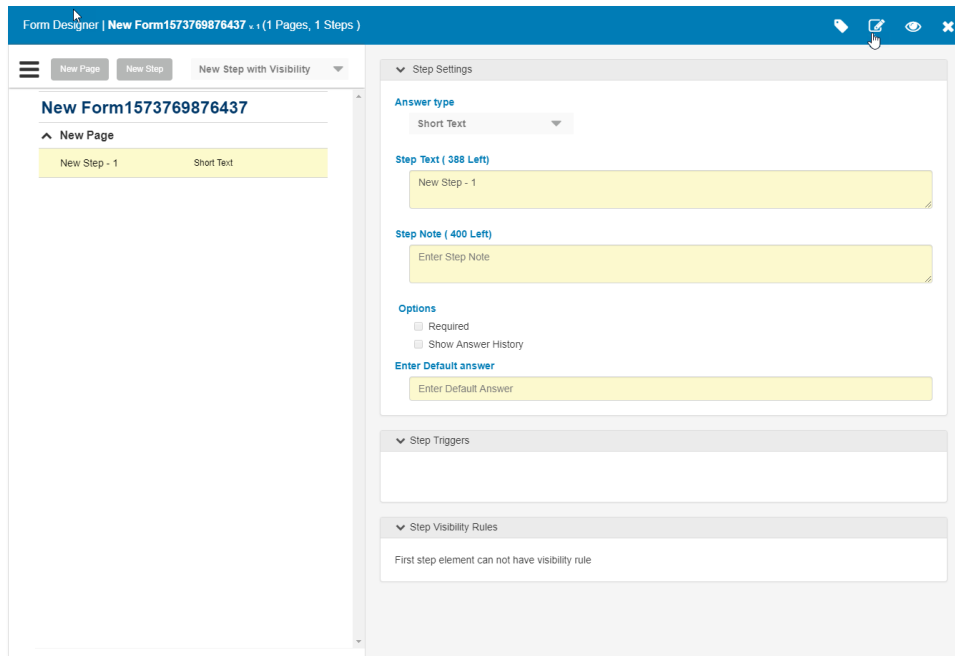 Form Designer | New Form1573769876437 v. 1 (1 Pages, 1 Steps )
New Page New Step New Step with Visibility
New Form1573769876437
New Page
New Step - 1 Short Text
Step Settings
Answer type
Short Text
Step Text ( 388 Left)
New Step - 1
Step Note ( 400 Left)
Enter Step Note
Options
Required
Show Answer History
Enter Default answer
Enter Default Answer
Step Triggers
Step Visibility Rules
First step element can not have visibility rule